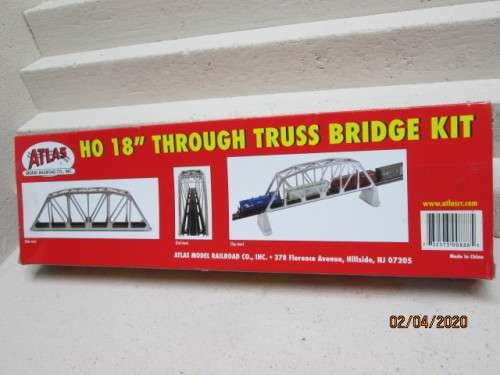 ATLAS
MODEL RAILROAD CO., INC.
HO 18" THROUGH TRUSS BRIDGE KIT
www.atlasrr.com
ATLAS MODEL RAILROAD CO., INC. • 378 Florence Avenue, Hillside, NJ 07205
Made in China
02/04/2020